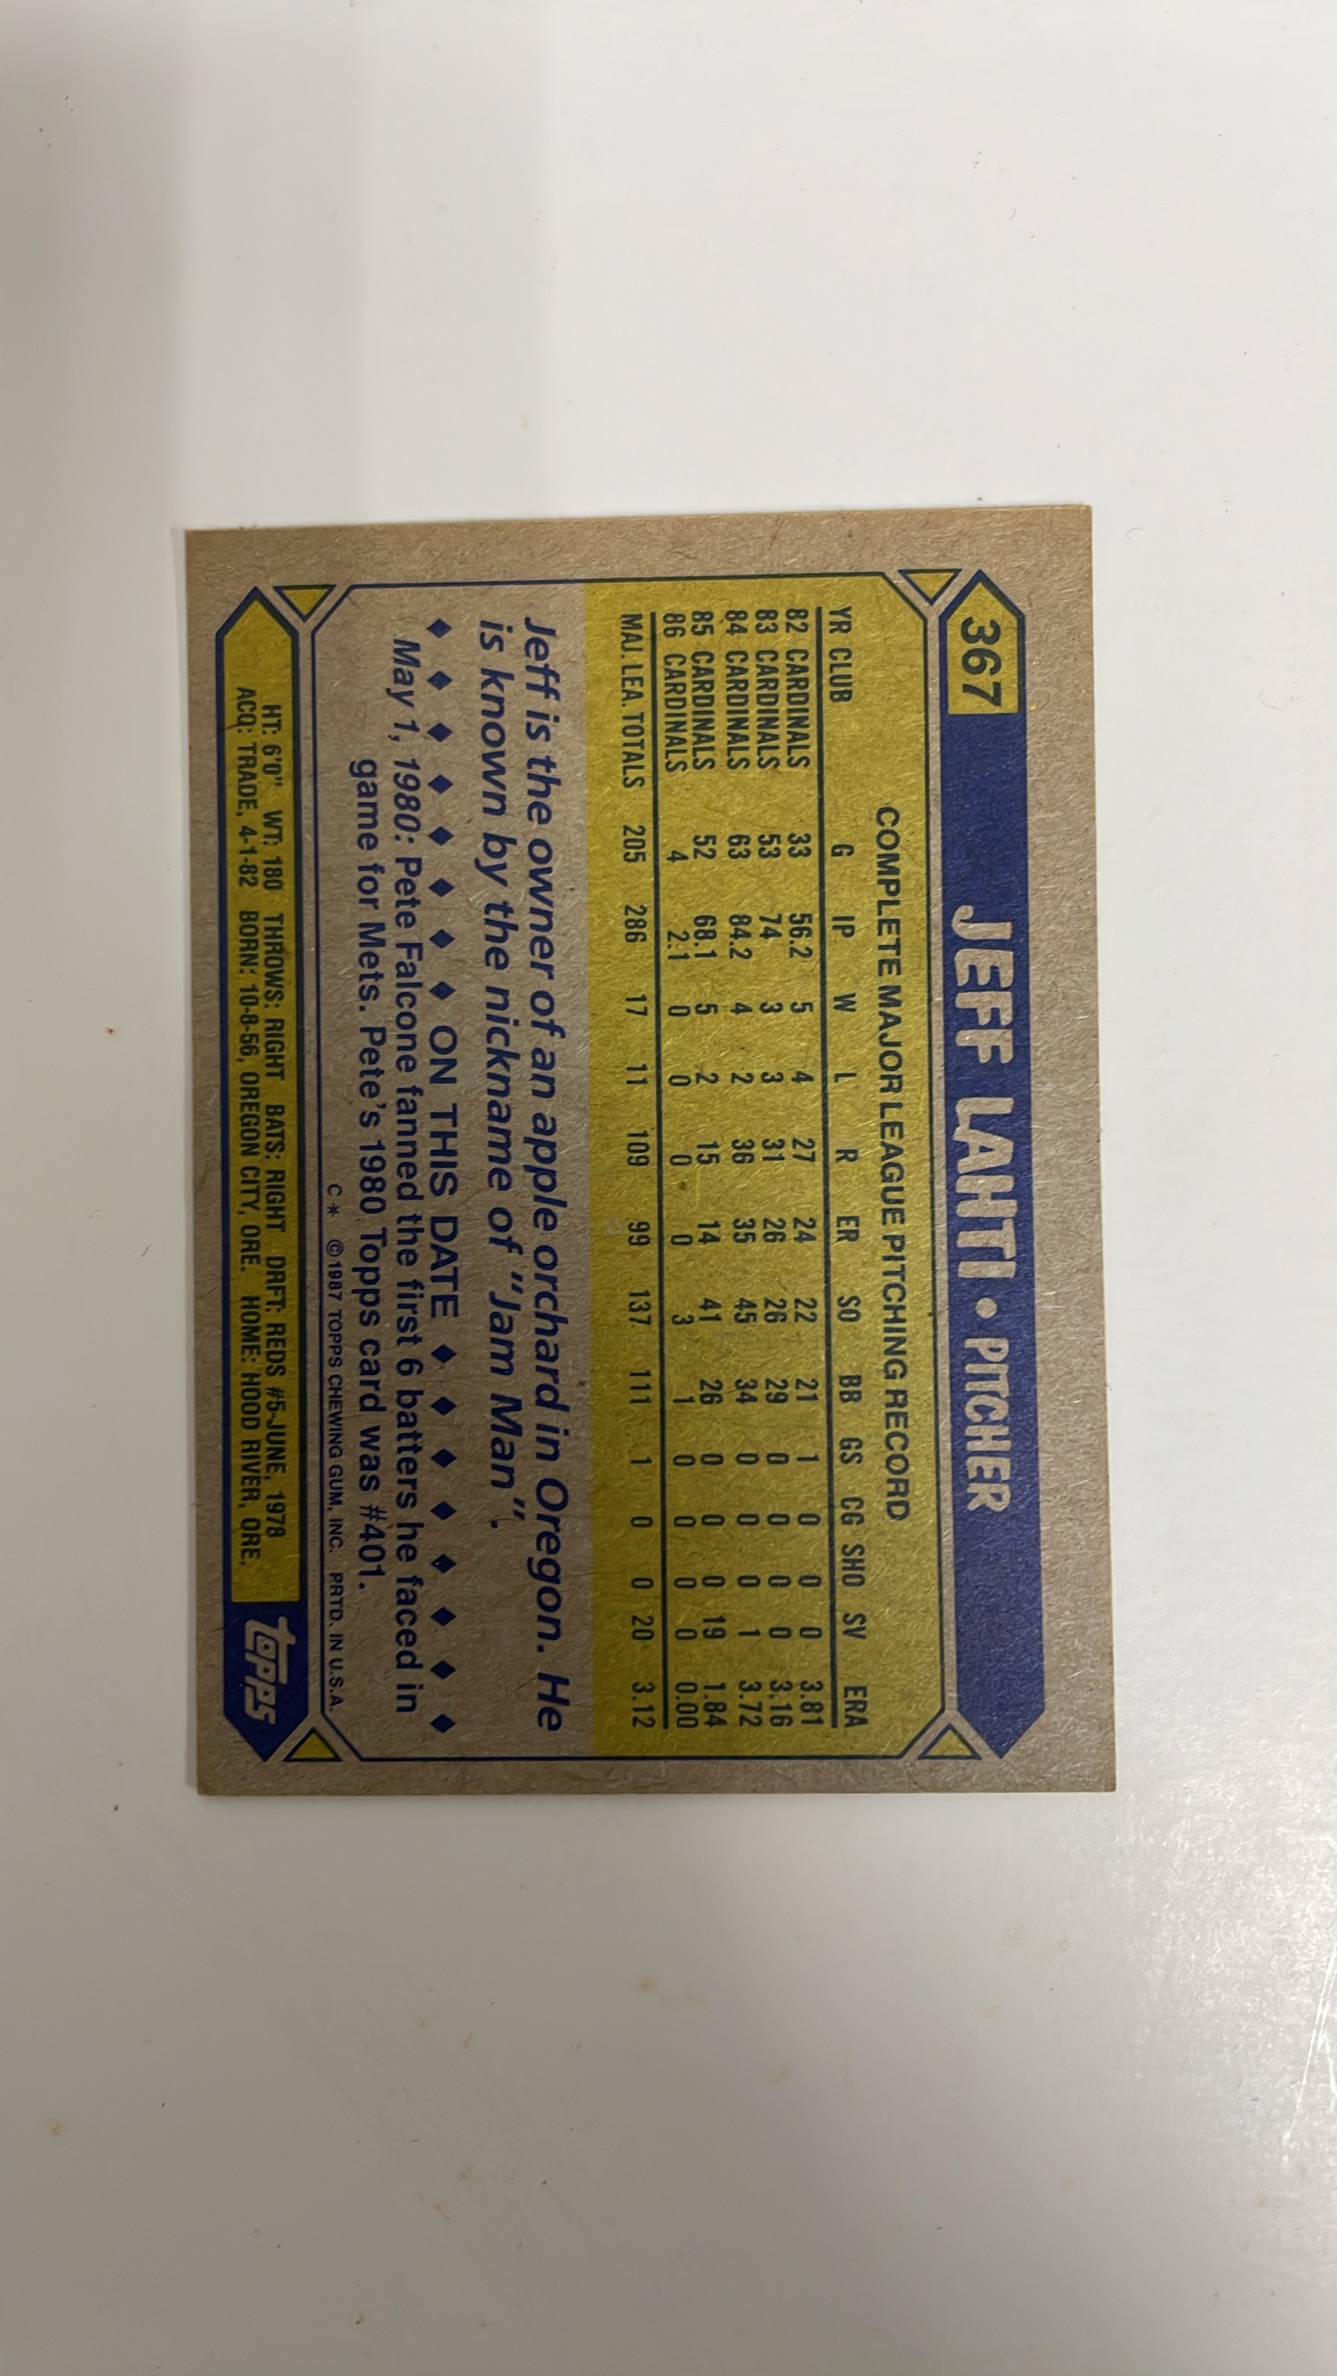 367 JEFF LAHTI • PITCHER
COMPLETE MAJOR LEAGUE PITCHING RECORD
YR CLUB G IP W L R ER SO BB GS CG SHO SV ERA
82 CARDINALS 33 56.2 5 4 27 24 22 21 1 0 0 0 3.81
83 CARDINALS 53 74 3 3 31 26 26 29 0 0 0 0 3.16
84 CARDINALS 63 84.2 4 2 36 35 45 34 0 0 0 1 3.72
85 CARDINALS 52 68.1 5 2 15 14 41 26 0 0 0 19 1.84
86 CARDINALS 4 2.1 0 0 0 0 3 1 0 0 0 0 0.00
MAJ. LEA. TOTALS 205 286 17 11 109 99 137 111 1 0 0 20 3.12
Jeff is the owner of an apple orchard in Oregon. He
is known by the nickname of "Jam Man".
◆ ◆ ◆ ◆ ◆ ◆ ◆ ◆ ON THIS DATE ◆ ◆ ◆ ◆ ◆ ◆ ◆ ◆
May 1, 1980: Pete Falcone fanned the first 6 batters he faced in
game for Mets. Pete's 1980 Topps card was #401.
C * © 1987 TOPPS CHEWING GUM, INC. PRTD. IN U.S.A.
HT: 6'0" WT: 180 THROWS: RIGHT BATS: RIGHT DRFT: REDS #5-JUNE, 1978
ACQ: TRADE, 4-1-82 BORN: 10-8-56, OREGON CITY, ORE. HOME: HOOD RIVER, ORE.
topps